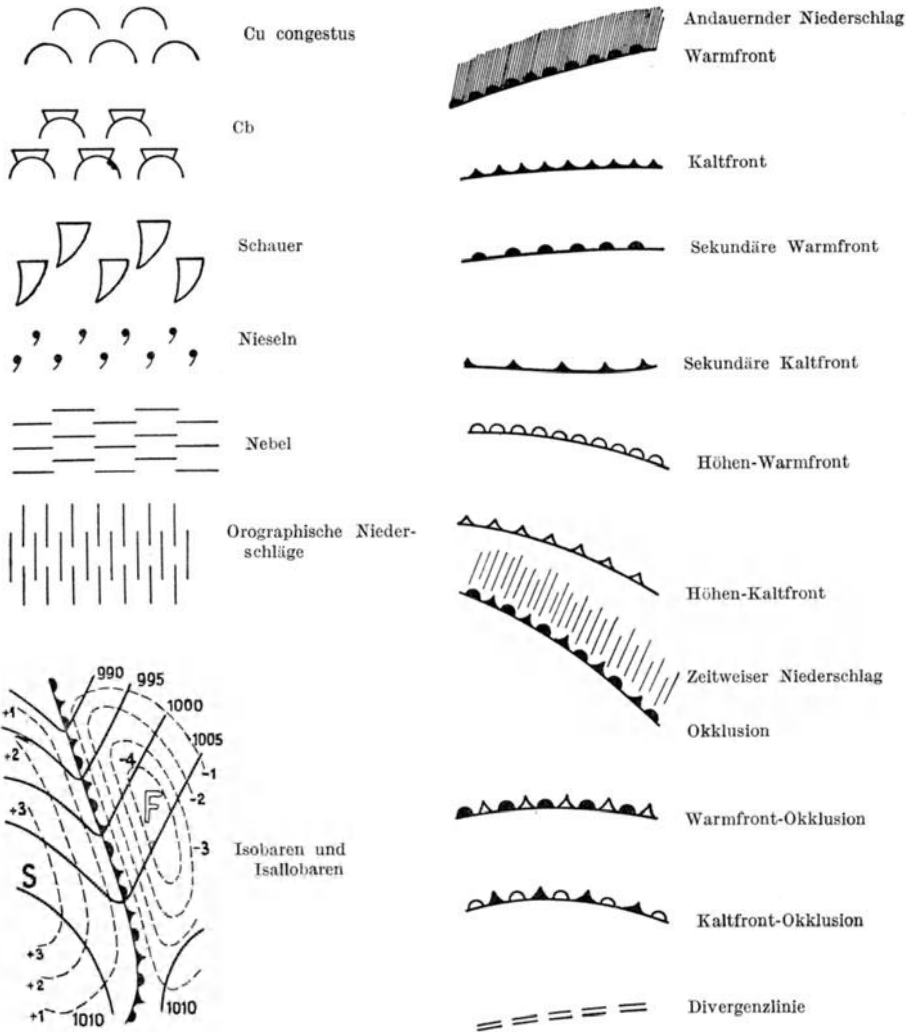 Cu congestus
Cb
Schauer
Nieseln
Nebel
Orographische Nieder-
schläge
990
995
1000
1005
+1
+2
+3
-4
-1
-2
-3
F
S
+3
+2
+1
1010
1010
Isobaren und
Isallobaren
Andauernder Niederschlag
Warmfront
Kaltfront
Sekundäre Warmfront
Sekundäre Kaltfront
Höhen-Warmfront
Höhen-Kaltfront
Zeitweiser Niederschlag
Okklusion
Warmfront-Okklusion
Kaltfront-Okklusion
Divergenzlinie